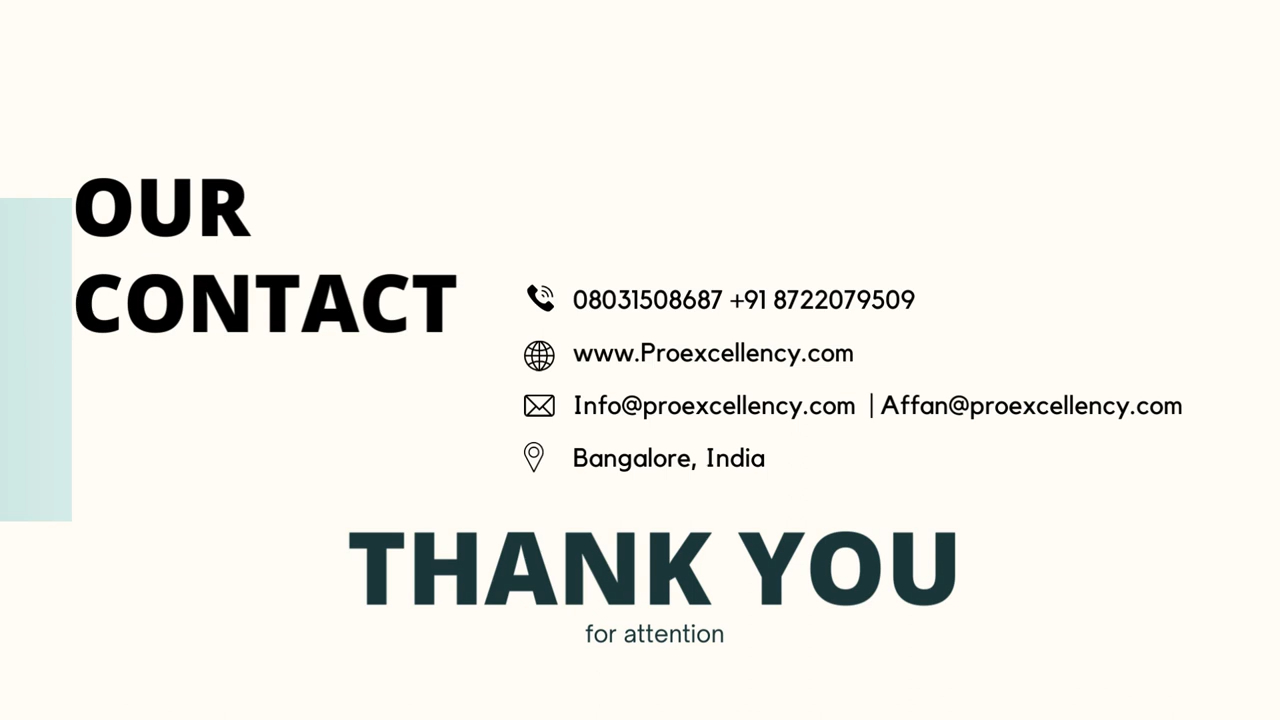 OUR
CONTACT
08031508687 +91 8722079509
www.Proexcellency.com
Info@proexcellency.com | Affan@proexcellency.com
Bangalore, India
THANK YOU
for attention